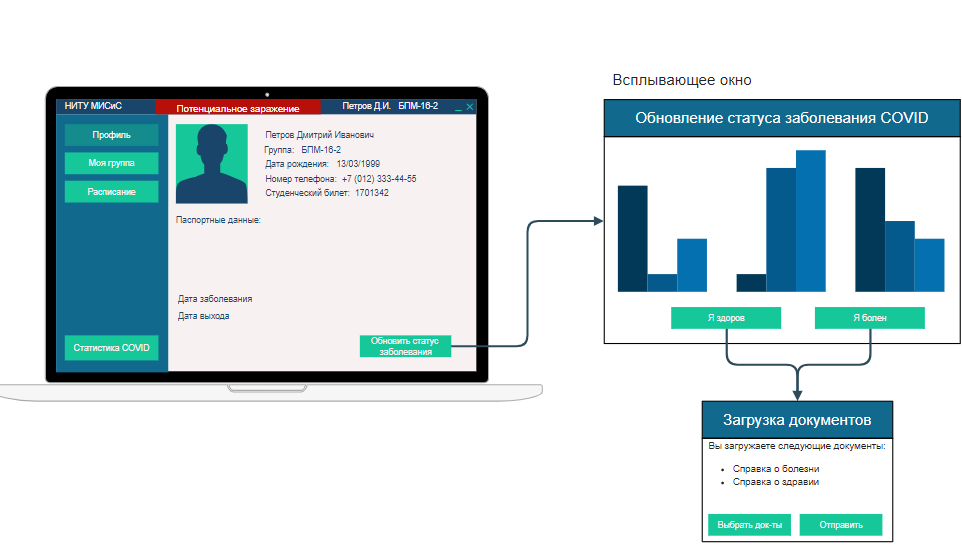 Всплывающее окно
НИТУ МИСиС
Потенциальное заражение
Петров Д.И. БПМ-16-2
Профиль
Моя группа
Расписание
Статистика COVID
Петров Дмитрий Иванович
Группа: БПМ-16-2
Дата рождения: 13/03/1999
Номер телефона: +7 (012) 333-44-55
Студенческий билет: 1701342
Паспортные данные:
Дата заболевания
Дата выхода
Обновить статус
заболевания
Обновление статуса заболевания COVID
Я здоров
Я болен
Загрузка документов
Вы загружаете следующие документы:
• Справка о болезни
• Справка о здравии
Выбрать док-ты
Отправить